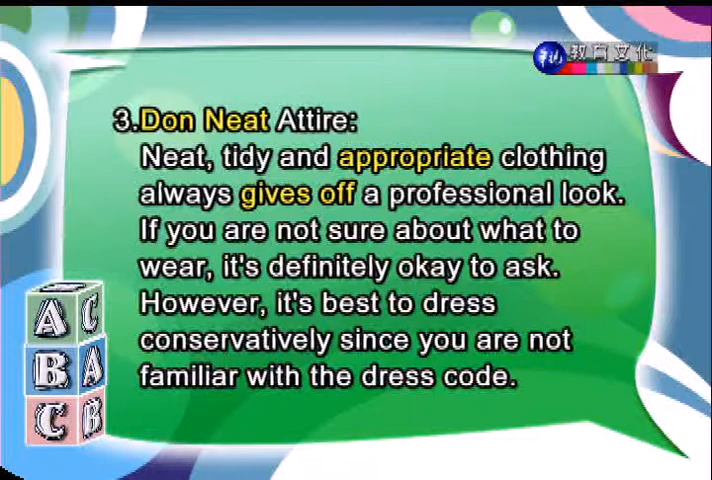 華視 教育文化
3.Don Neat Attire:
Neat, tidy and appropriate clothing
always gives off a professional look.
If you are not sure about what to
wear, it's definitely okay to ask.
However, it's best to dress
conservatively since you are not
familiar with the dress code.
A C
B A
C B